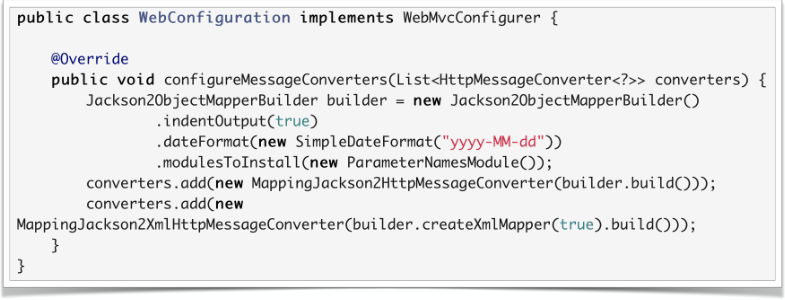 public class WebConfiguration implements WebMvcConfigurer {
@Override
public void configureMessageConverters(List<HttpMessageConverter<?>> converters) {
Jackson2ObjectMapperBuilder builder = new Jackson2ObjectMapperBuilder()
.indentOutput(true)
.dateFormat(new SimpleDateFormat("yyyy-MM-dd"))
.modulesToInstall(new ParameterNamesModule());
converters.add(new MappingJackson2HttpMessageConverter(builder.build()));
converters.add(new
MappingJackson2XmlHttpMessageConverter(builder.createXmlMapper(true).build()));
}
}